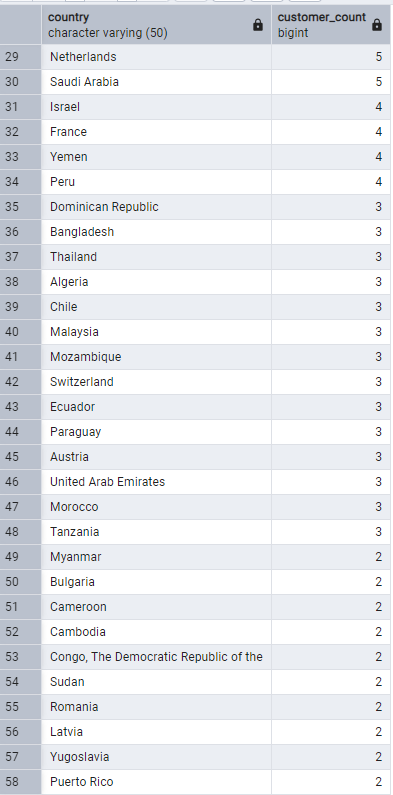 country customer_count
character varying (50) bigint
29 Netherlands 5
30 Saudi Arabia 5
31 Israel 4
32 France 4
33 Yemen 4
34 Peru 4
35 Dominican Republic 3
36 Bangladesh 3
37 Thailand 3
38 Algeria 3
39 Chile 3
40 Malaysia 3
41 Mozambique 3
42 Switzerland 3
43 Ecuador 3
44 Paraguay 3
45 Austria 3
46 United Arab Emirates 3
47 Morocco 3
48 Tanzania 3
49 Myanmar 2
50 Bulgaria 2
51 Cameroon 2
52 Cambodia 2
53 Congo, The Democratic Republic of the 2
54 Sudan 2
55 Romania 2
56 Latvia 2
57 Yugoslavia 2
58 Puerto Rico 2